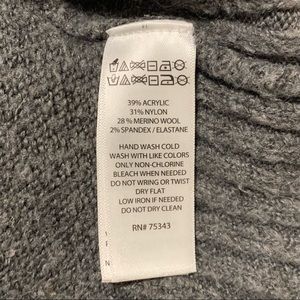 39% ACRYLIC
31% NYLON
28% MERINO WOOL
2% SPANDEX / ELASTANE
HAND WASH COLD
WASH WITH LIKE COLORS
ONLY NON-CHLORINE
BLEACH WHEN NEEDED
DO NOT WRING OR TWIST
DRY FLAT
LOW IRON IF NEEDED
DO NOT DRY CLEAN
RN# 75343